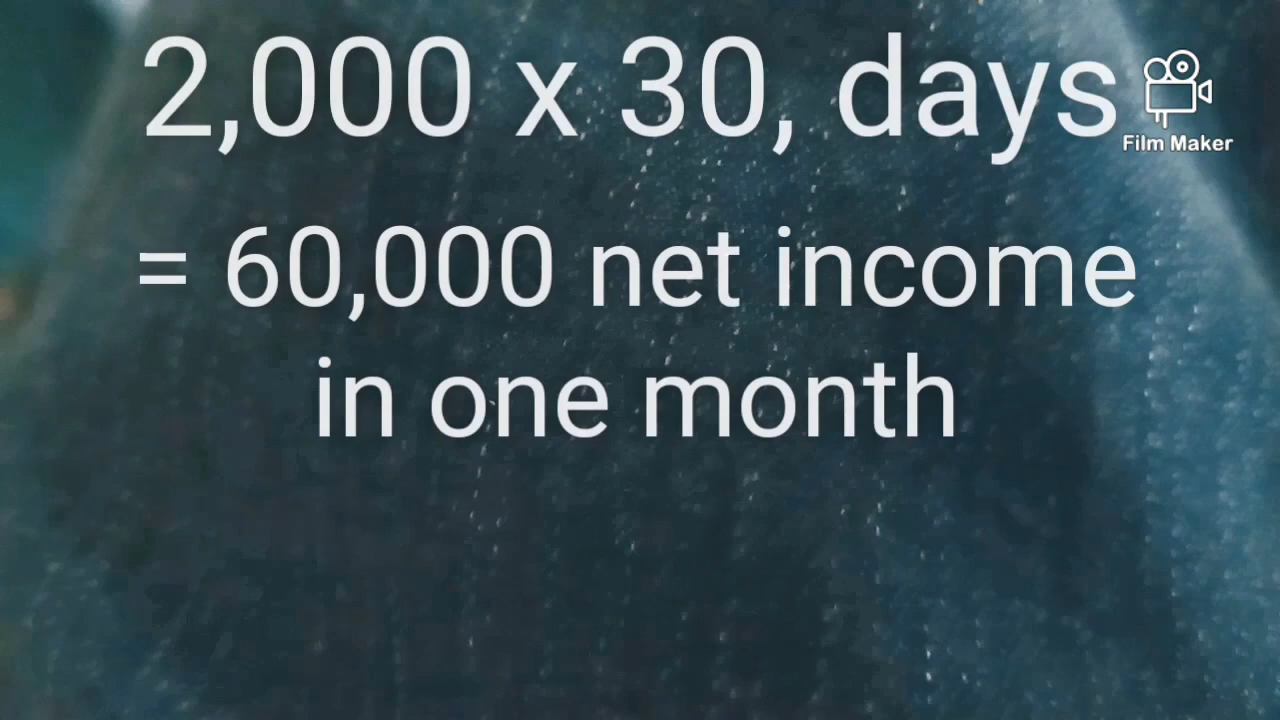 2,000 x 30, days
Film Maker
= 60,000 net income
in one month